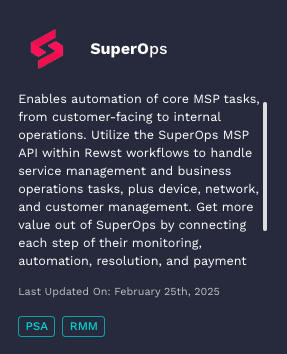 SuperOps
Enables automation of core MSP tasks,
from customer-facing to internal
operations. Utilize the SuperOps MSP
API within Rewst workflows to handle
service management and business
operations tasks, plus device, network,
and customer management. Get more
value out of SuperOps by connecting
each step of their monitoring,
automation, resolution, and payment
Last Updated On: February 25th, 2025
PSA RMM